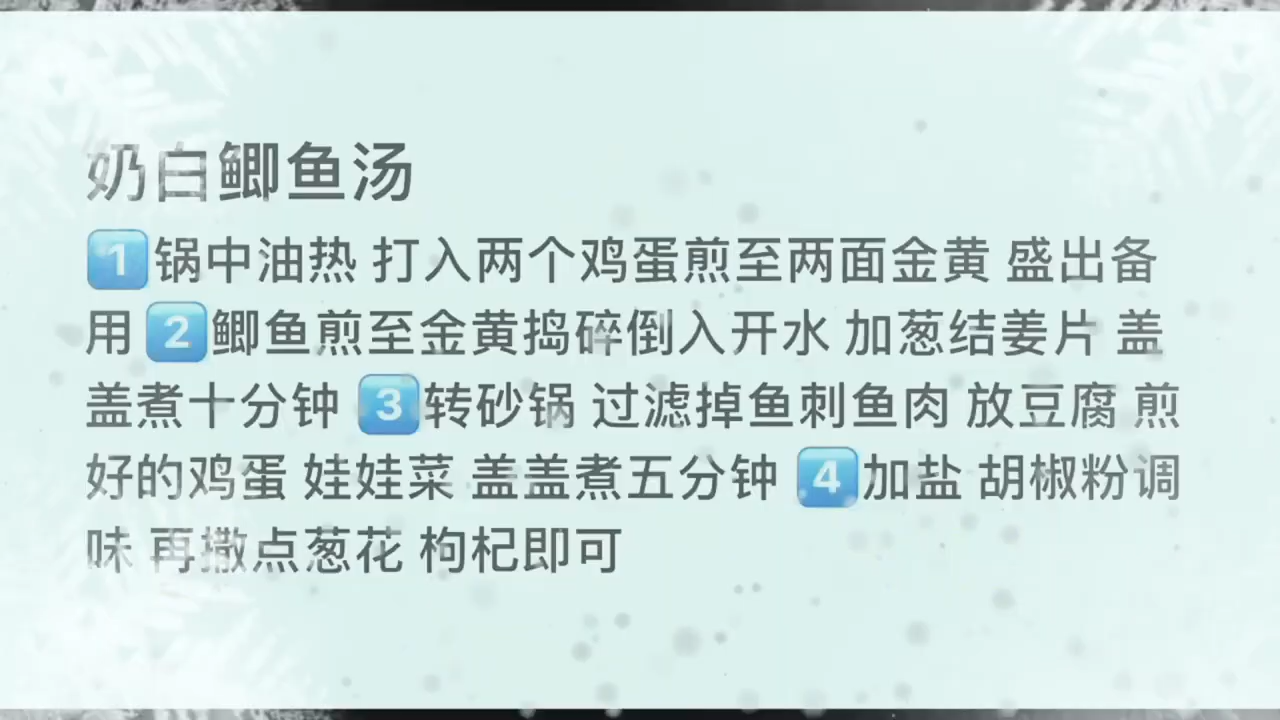 奶白鲫鱼汤
1️⃣锅中油热 打入两个鸡蛋煎至两面金黄 盛出备
用 2️⃣鲫鱼煎至金黄捣碎倒入开水 加葱结姜片 盖
盖煮十分钟 3️⃣转砂锅 过滤掉鱼刺鱼肉 放豆腐 煎
好的鸡蛋 娃娃菜 盖盖煮五分钟 4️⃣加盐 胡椒粉调
味 再撒点葱花 枸杞即可